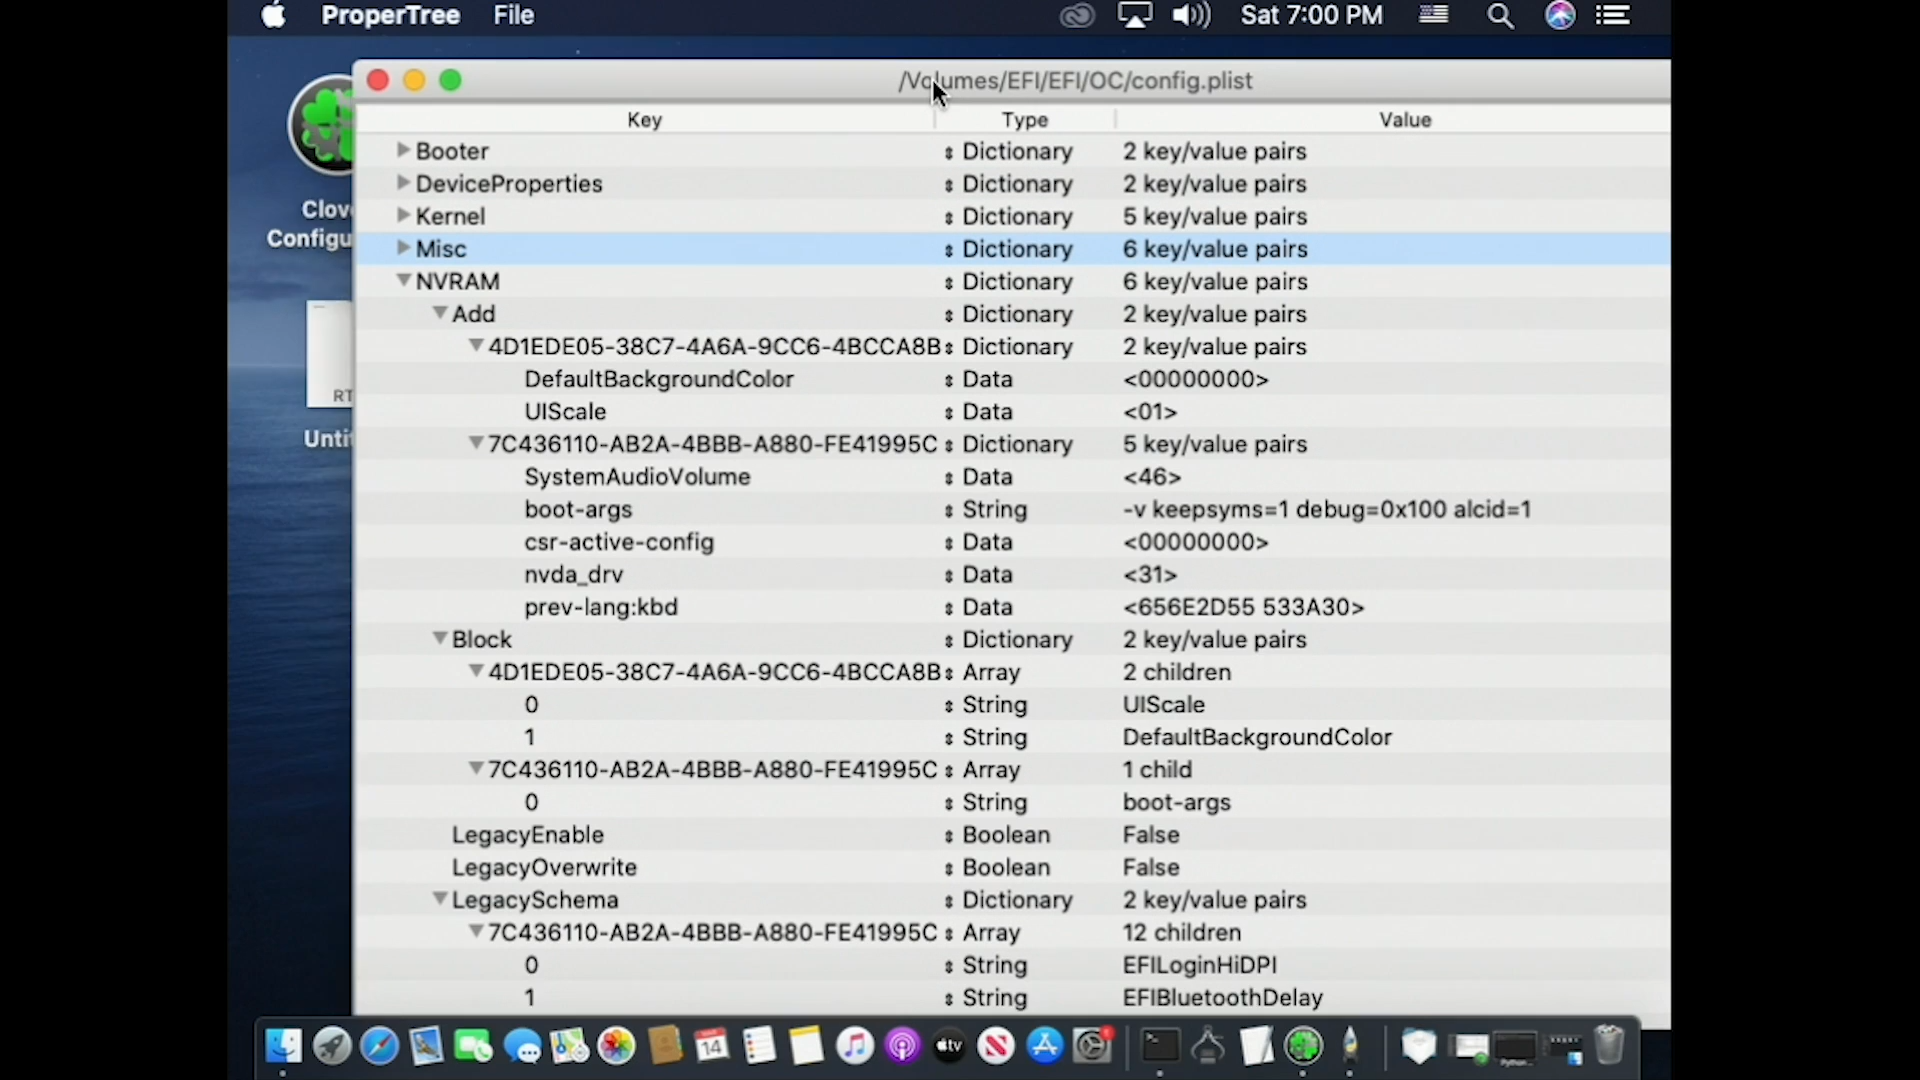 ProperTree File Sat 7:00 PM
/Volumes/EFI/EFI/OC/config.plist
Key Type Value
Booter Dictionary 2 key/value pairs
DeviceProperties Dictionary 2 key/value pairs
Kernel Dictionary 5 key/value pairs
Misc Dictionary 6 key/value pairs
NVRAM Dictionary 6 key/value pairs
Add Dictionary 2 key/value pairs
4D1EDE05-38C7-4A6A-9CC6-4BCCA8B Dictionary 2 key/value pairs
DefaultBackgroundColor Data <00000000>
UIScale Data <01>
7C436110-AB2A-4BBB-A880-FE41995C Dictionary 5 key/value pairs
SystemAudioVolume Data <46>
boot-args String -v keepsyms=1 debug=0x100 alcid=1
csr-active-config Data <00000000>
nvda_drv Data <31>
prev-lang:kbd Data <656E2D55 533A30>
Block Dictionary 2 key/value pairs
4D1EDE05-38C7-4A6A-9CC6-4BCCA8B Array 2 children
0 String UIScale
1 String DefaultBackgroundColor
7C436110-AB2A-4BBB-A880-FE41995C Array 1 child
0 String boot-args
LegacyEnable Boolean False
LegacyOverwrite Boolean False
LegacySchema Dictionary 2 key/value pairs
7C436110-AB2A-4BBB-A880-FE41995C Array 12 children
0 String EFILoginHiDPI
1 String EFIBluetoothDelay
Clov
Configu
RT
Untit
14
tv